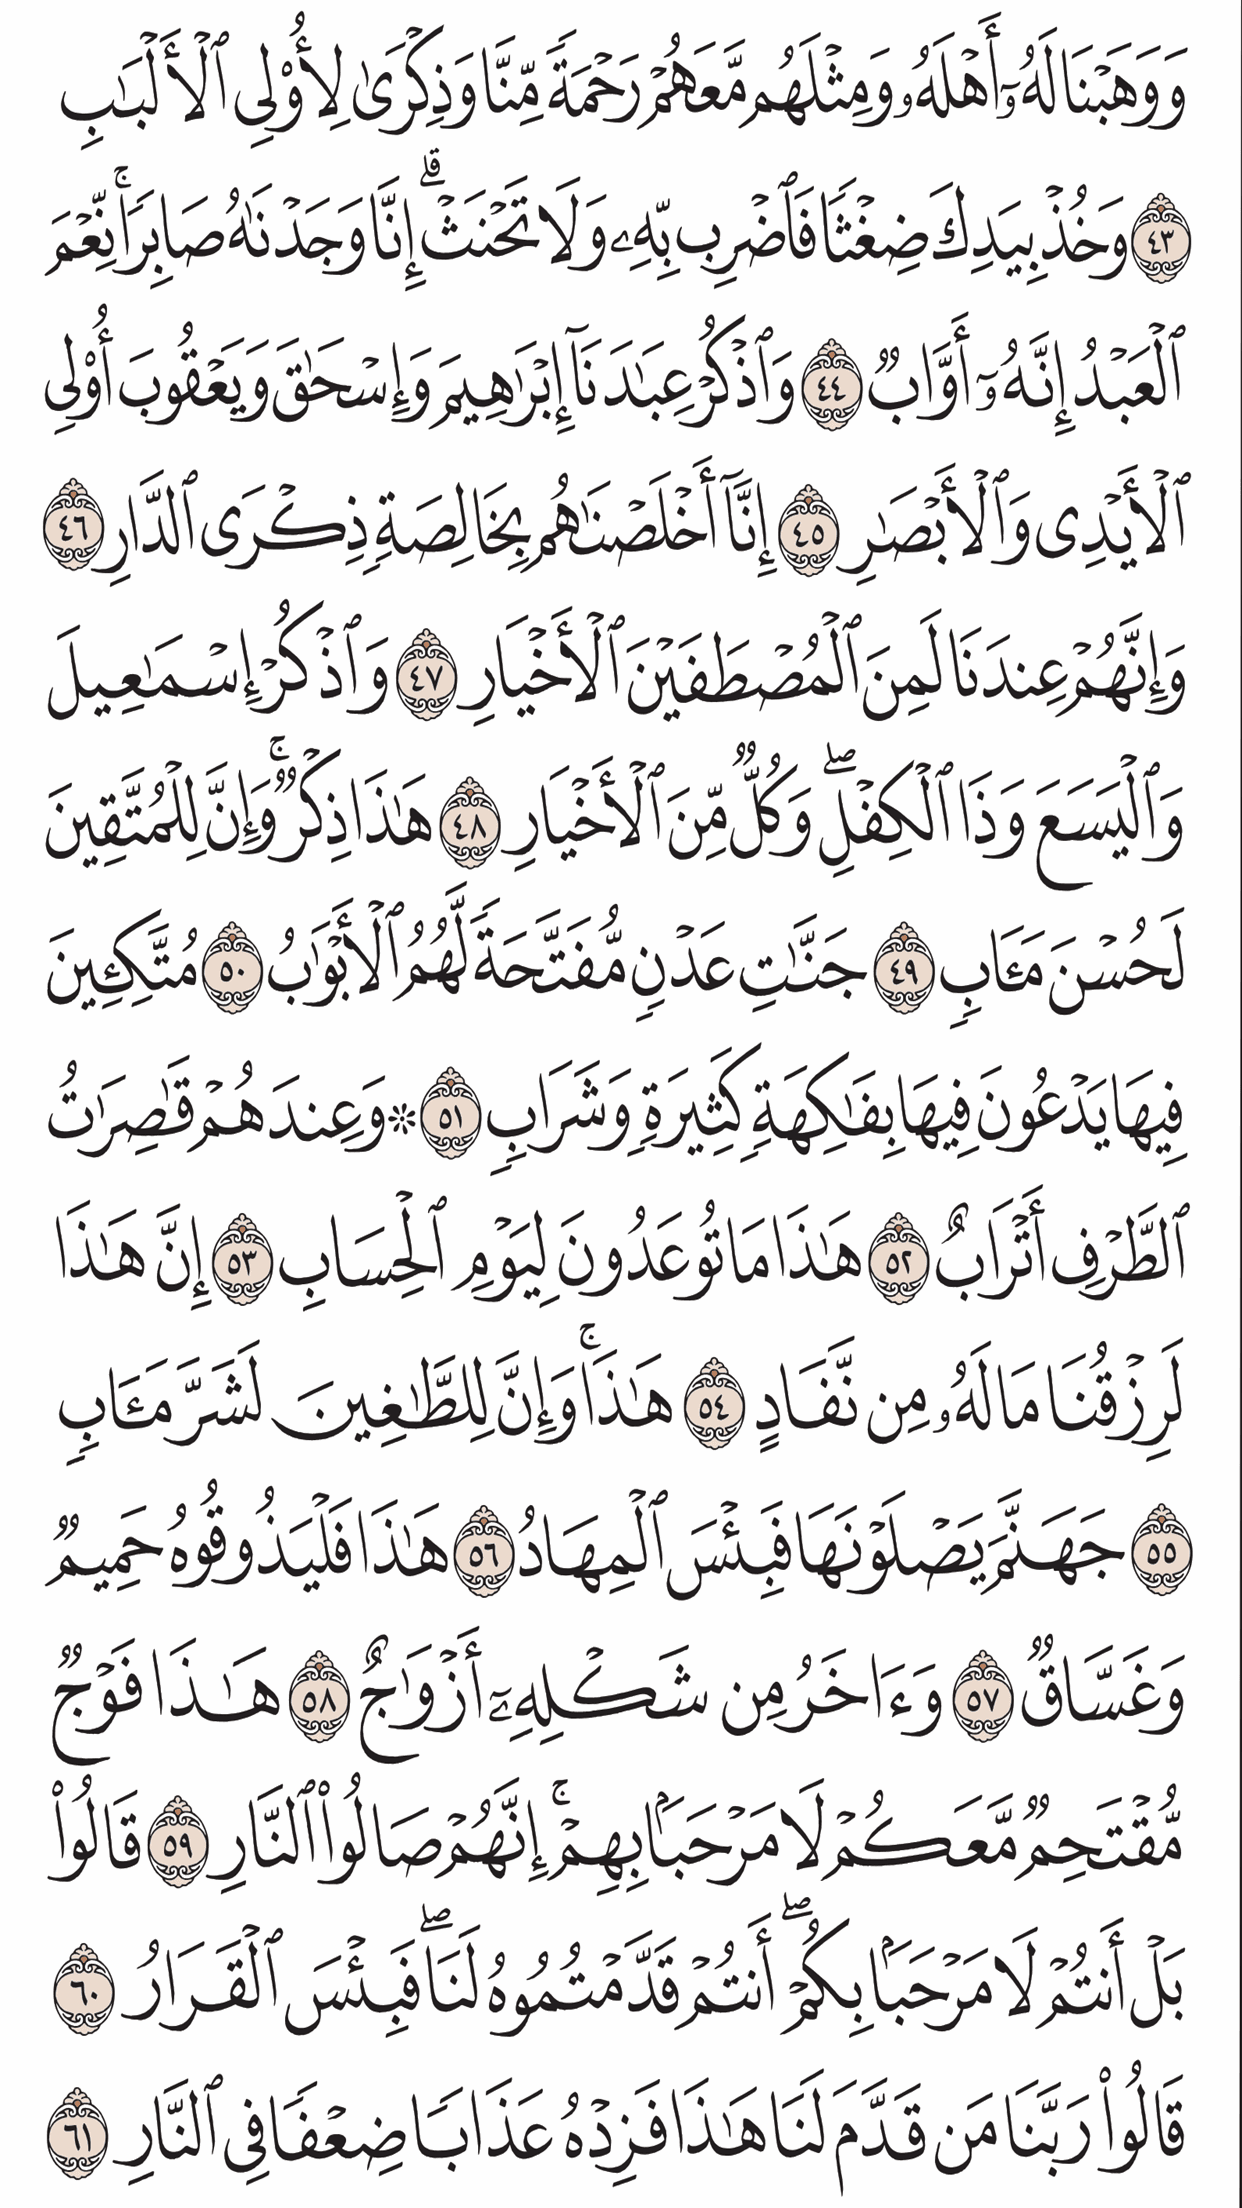 وَوَهَبْنَا لَهُۥٓ أَهْلَهُۥ وَمِثْلَهُم مَّعَهُمْ رَحْمَةً مِّنَّا وَذِكْرَىٰ لِأُو۟لِى ٱلْأَلْبَـٰبِ
٤٣ وَخُذْ بِيَدِكَ ضِغْثًا فَٱضْرِب بِّهِۦ وَلَا تَحْنَثْ ۗ إِنَّا وَجَدْنَـٰهُ صَابِرًا ۚ نِّعْمَ
ٱلْعَبْدُ إِنَّهُۥٓ أَوَّابٌ ٤٤ وَٱذْكُرْ عِبَـٰدَنَآ إِبْرَٰهِيمَ وَإِسْحَـٰقَ وَيَعْقُوبَ أُو۟لِى
ٱلْأَيْدِى وَٱلْأَبْصَـٰرِ ٤٥ إِنَّآ أَخْلَصْنَـٰهُم بِخَالِصَةٍ ذِكْرَى ٱلدَّارِ ٤٦
وَإِنَّهُمْ عِندَنَا لَمِنَ ٱلْمُصْطَفَيْنَ ٱلْأَخْيَارِ ٤٧ وَٱذْكُرْ إِسْمَـٰعِيلَ
وَٱلْيَسَعَ وَذَا ٱلْكِفْلِ ۖ وَكُلٌّ مِّنَ ٱلْأَخْيَارِ ٤٨ هَـٰذَا ذِكْرٌ ۚ وَإِنَّ لِلْمُتَّقِينَ
لَحُسْنَ مَـَٔابٍ ٤٩ جَنَّـٰتِ عَدْنٍ مُّفَتَّحَةً لَّهُمُ ٱلْأَبْوَٰبُ ٥٠ مُتَّكِـِٔينَ
فِيهَا يَدْعُونَ فِيهَا بِفَـٰكِهَةٍ كَثِيرَةٍ وَشَرَابٍ ٥١ ۞ وَعِندَهُمْ قَـٰصِرَٰتُ
ٱلطَّرْفِ أَتْرَابٌ ٥٢ هَـٰذَا مَا تُوعَدُونَ لِيَوْمِ ٱلْحِسَابِ ٥٣ إِنَّ هَـٰذَا
لَرِزْقُنَا مَا لَهُۥ مِن نَّفَادٍ ٥٤ هَـٰذَا ۚ وَإِنَّ لِلطَّـٰغِينَ لَشَرَّ مَـَٔابٍ
٥٥ جَهَنَّمَ يَصْلَوْنَهَا فَبِئْسَ ٱلْمِهَادُ ٥٦ هَـٰذَا فَلْيَذُوقُوهُ حَمِيمٌ
وَغَسَّاقٌ ٥٧ وَءَاخَرُ مِن شَكْلِهِۦٓ أَزْوَٰجٌ ٥٨ هَـٰذَا فَوْجٌ
مُّقْتَحِمٌ مَّعَكُمْ لَا مَرْحَبًۢا بِهِمْ ۚ إِنَّهُمْ صَالُوا۟ ٱلنَّارِ ٥٩ قَالُوا۟
بَلْ أَنتُمْ لَا مَرْحَبًۢا بِكُمْ ۖ أَنتُمْ قَدَّمْتُمُوهُ لَنَا ۖ فَبِئْسَ ٱلْقَرَارُ ٦٠
قَالُوا۟ رَبَّنَا مَن قَدَّمَ لَنَا هَـٰذَا فَزِدْهُ عَذَابًا ضِعْفًا فِى ٱلنَّارِ ٦١